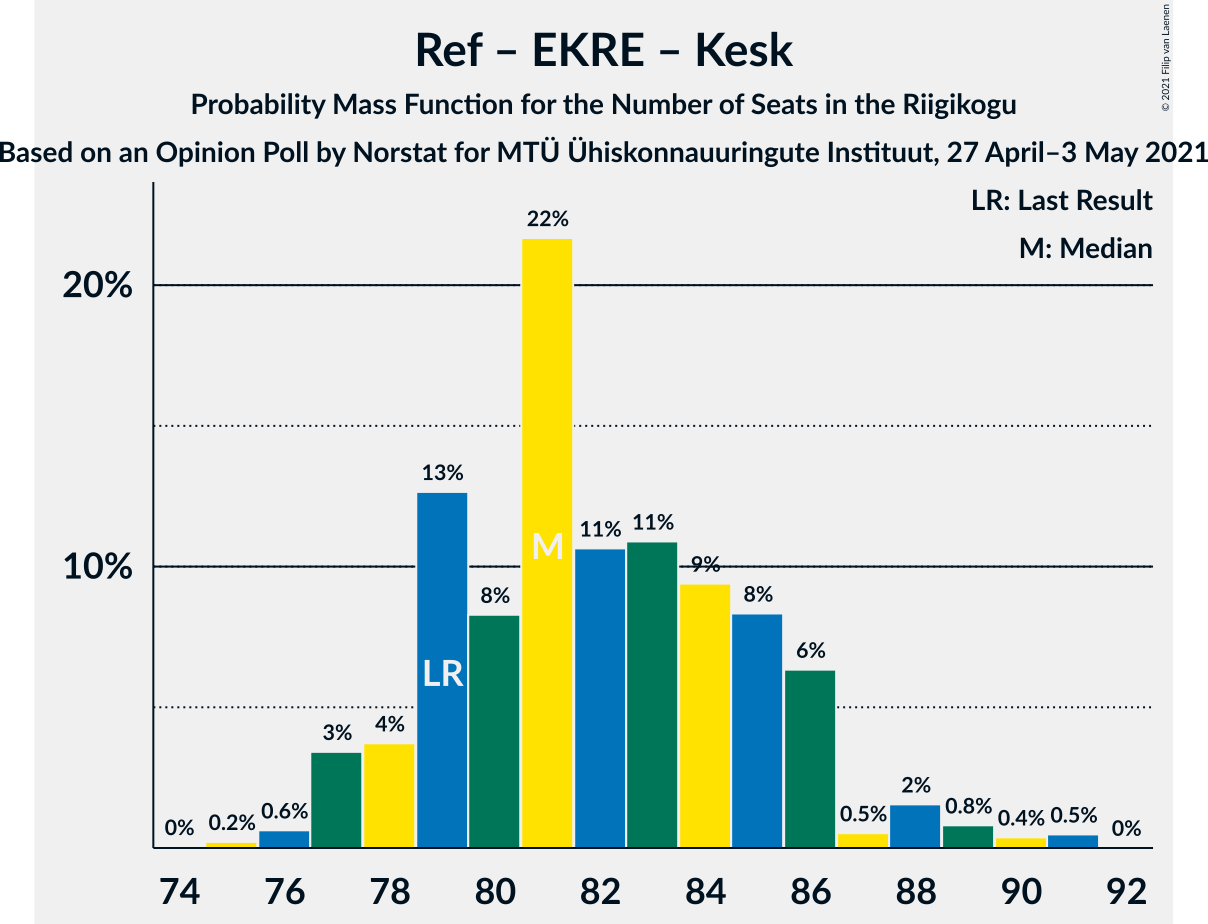 Ref – EKRE – Kesk
Probability Mass Function for the Number of Seats in the Riigikogu
Based on an Opinion Poll by Norstat for MTÜ Ühiskonnauuringute Instituut, 27 April–3 May 2021
© 2021 Filip van Laenen
LR: Last Result
M: Median
20%
10%
0%
0.2%
0.6%
3%
4%
13%
8%
22%
11%
11%
9%
8%
6%
0.5%
2%
0.8%
0.4%
0.5%
0%
LR
M
74 76 78 80 82 84 86 88 90 92